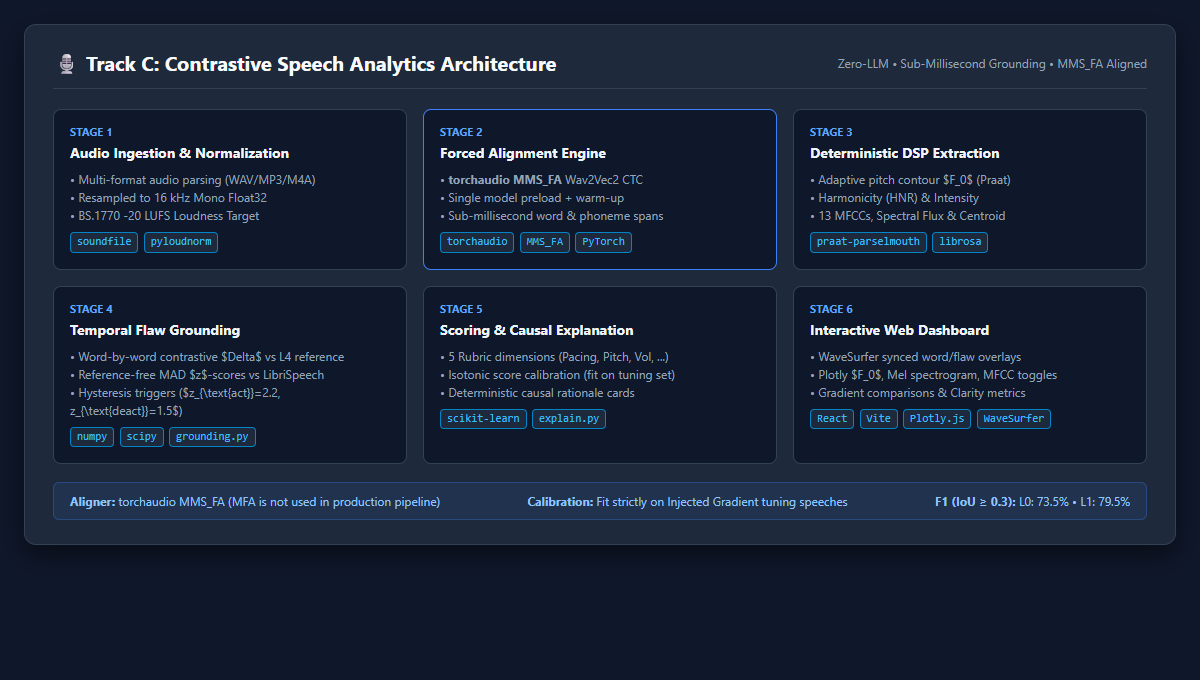 Track C: Contrastive Speech Analytics Architecture
Zero-LLM • Sub-Millisecond Grounding • MMS_FA Aligned
STAGE 1
Audio Ingestion & Normalization
• Multi-format audio parsing (WAV/MP3/M4A)
• Resampled to 16 kHz Mono Float32
• BS.1770 -20 LUFS Loudness Target
soundfile pyloudnorm
STAGE 2
Forced Alignment Engine
• torchaudio MMS_FA Wav2Vec2 CTC
• Single model preload + warm-up
• Sub-millisecond word & phoneme spans
torchaudio MMS_FA PyTorch
STAGE 3
Deterministic DSP Extraction
• Adaptive pitch contour $F_0$ (Praat)
• Harmonicity (HNR) & Intensity
• 13 MFCCs, Spectral Flux & Centroid
praat-parselmouth librosa
STAGE 4
Temporal Flaw Grounding
• Word-by-word contrastive $Delta$ vs L4 reference
• Reference-free MAD $z$-scores vs LibriSpeech
• Hysteresis triggers ($z_{\text{act}}=2.2,
z_{\text{deact}}=1.5$)
numpy scipy grounding.py
STAGE 5
Scoring & Causal Explanation
• 5 Rubric dimensions (Pacing, Pitch, Vol, ...)
• Isotonic score calibration (fit on tuning set)
• Deterministic causal rationale cards
scikit-learn explain.py
STAGE 6
Interactive Web Dashboard
• WaveSurfer synced word/flaw overlays
• Plotly $F_0$, Mel spectrogram, MFCC toggles
• Gradient comparisons & Clarity metrics
React Vite Plotly.js WaveSurfer
Aligner: torchaudio MMS_FA (MFA is not used in production pipeline)
Calibration: Fit strictly on Injected Gradient tuning speeches
F1 (IoU ≥ 0.3): L0: 73.5% • L1: 79.5%